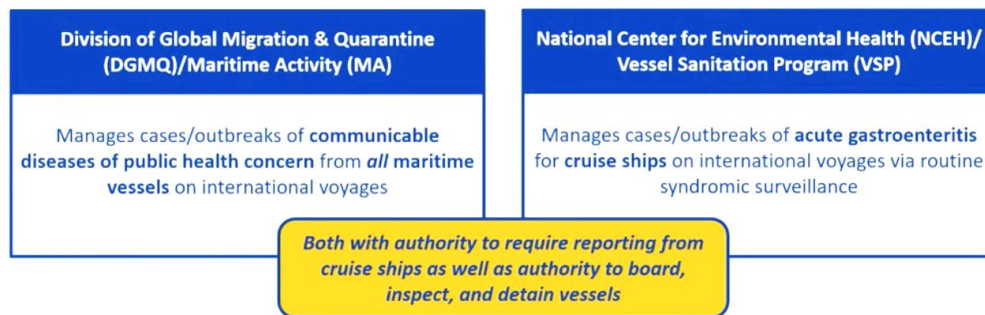 Division of Global Migration & Quarantine
(DGMQ)/Maritime Activity (MA)
Manages cases/outbreaks of communicable
diseases of public health concern from all maritime
vessels on international voyages
National Center for Environmental Health (NCEH)/
Vessel Sanitation Program (VSP)
Manages cases/outbreaks of acute gastroenteritis
for cruise ships on international voyages via routine
syndromic surveillance
Both with authority to require reporting from
cruise ships as well as authority to board,
inspect, and detain vessels